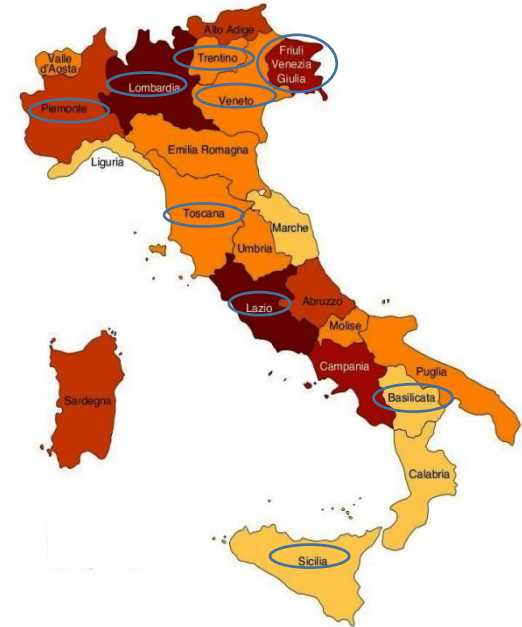 Alto Adige
Friuli
Venezia
Giulia
Valle
d'Aosta
Trentino
Lombardia
Veneto
Piemonte
Emilia Romagna
Liguria
Toscana
Marche
Umbria
Lazio
Abruzzo
Molise
Campania
Puglia
Basilicata
Sardegna
Calabria
Sicilia